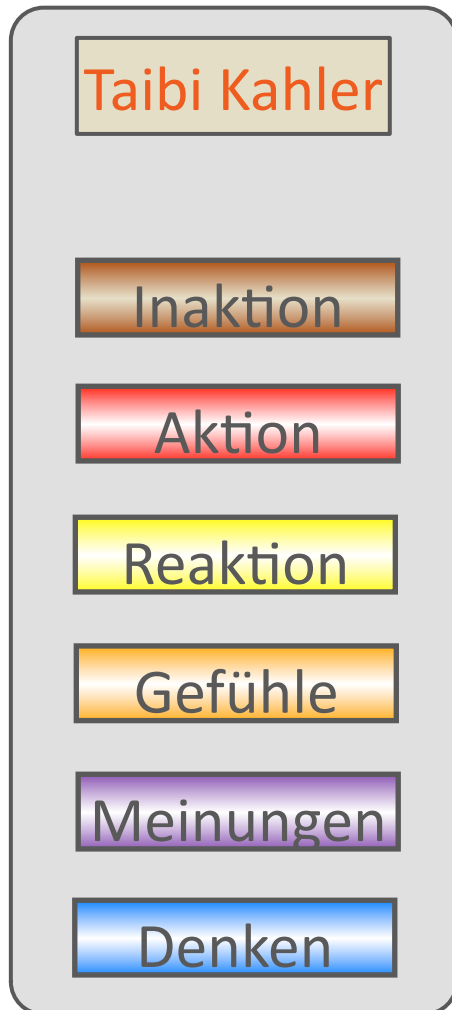 Taibi Kahler
Inaktion
Aktion
Reaktion
Gefühle
Meinungen
Denken